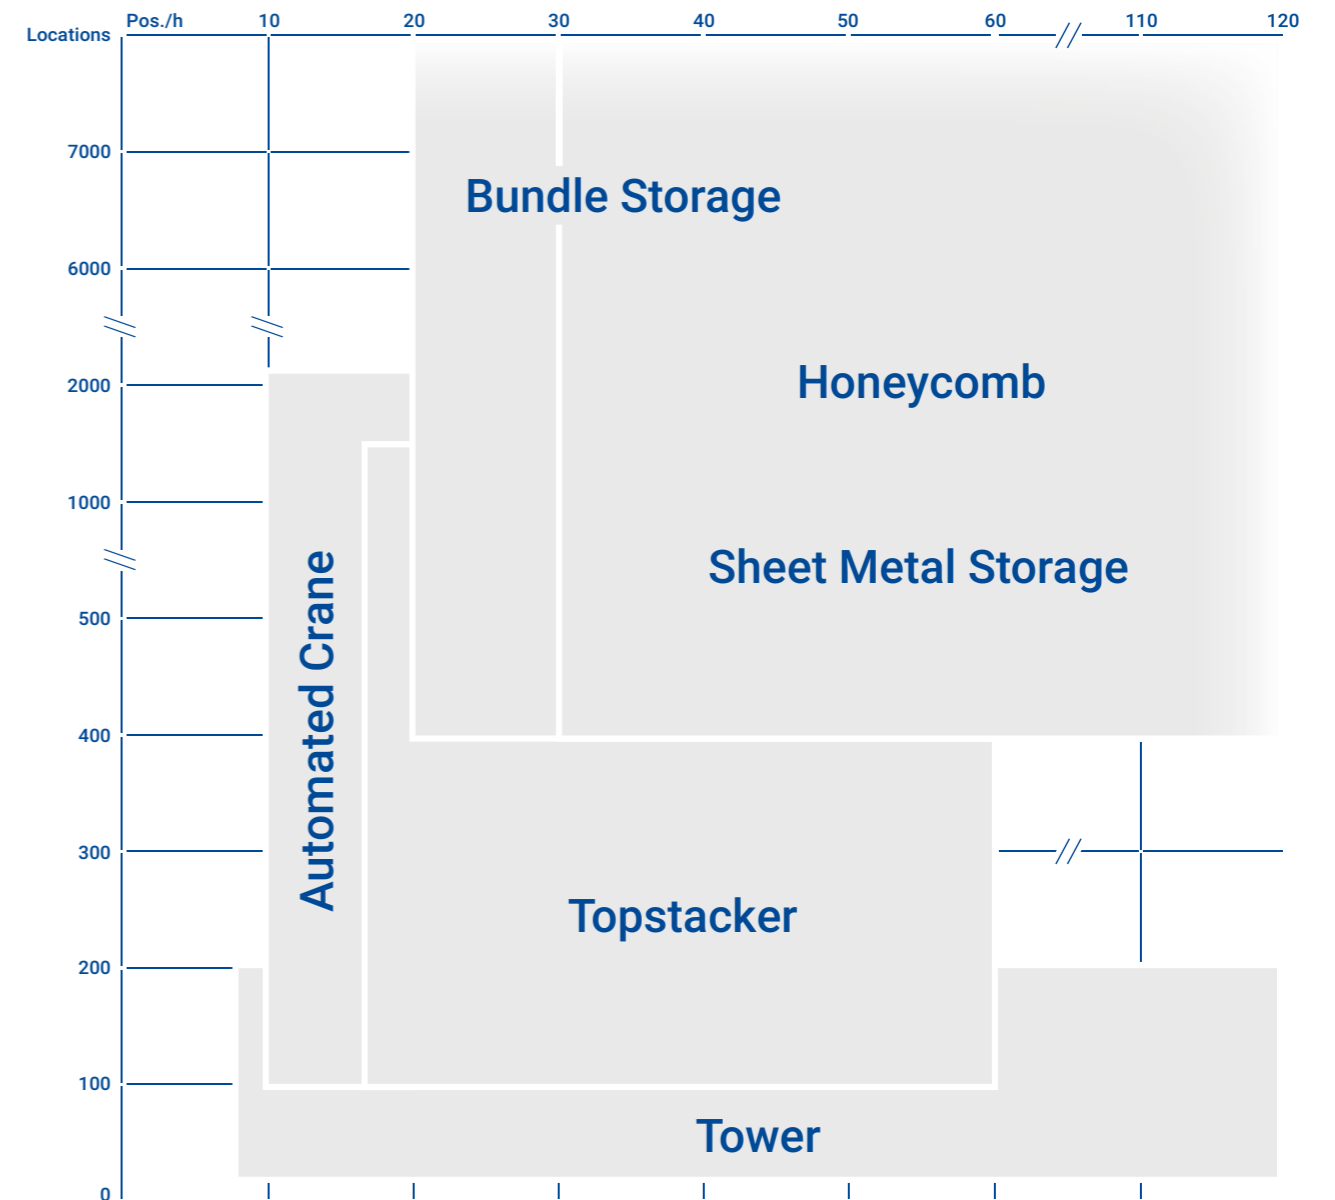 Pos./h 10 20 30 40 50 60 110 120
Locations
7000
Bundle Storage
6000
Honeycomb
2000
1000
Sheet Metal Storage
500
Automated Crane
400
300
Topstacker
200
100
Tower
0